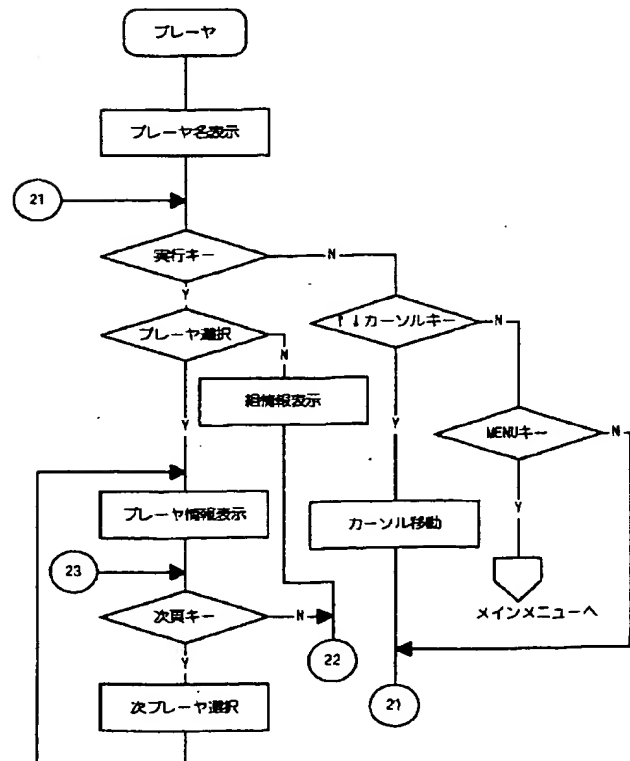 プレーヤ
プレーヤ名表示
21
実行キー
N
Y
プレーヤ選択
↑↓カーソルキー
N
N
組情報表示
Y
Y
MENUキー
N
プレーヤ情報表示
カーソル移動
Y
23
メインメニューへ
次頁キー
N
22
Y
21
次プレーヤ選択